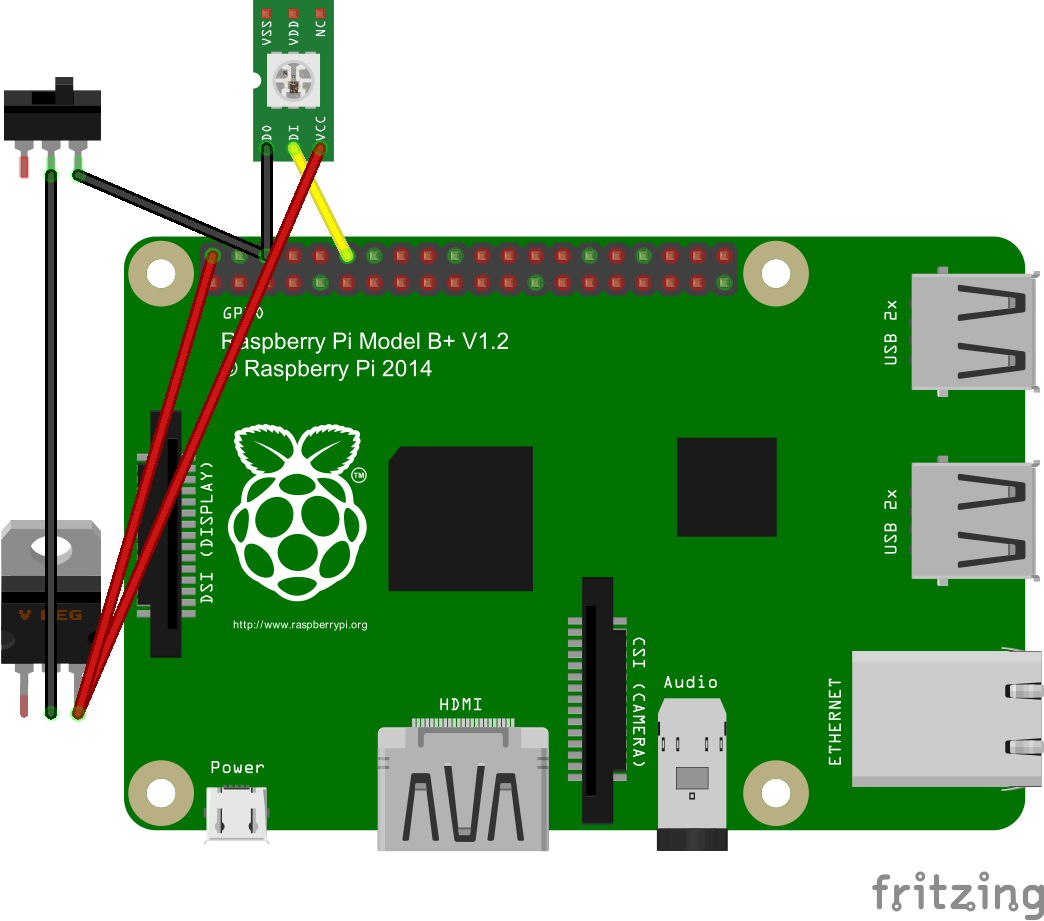 VSS VDD NC
DO DI VCC
GPIO
Raspberry Pi Model B+ V1.2
© Raspberry Pi 2014
USB 2x
TM
DSI (DISPLAY)
USB 2x
V REG
http://www.raspberrypi.org
CSI (CAMERA)
Audio
ETHERNET
HDMI
Power
fritzing